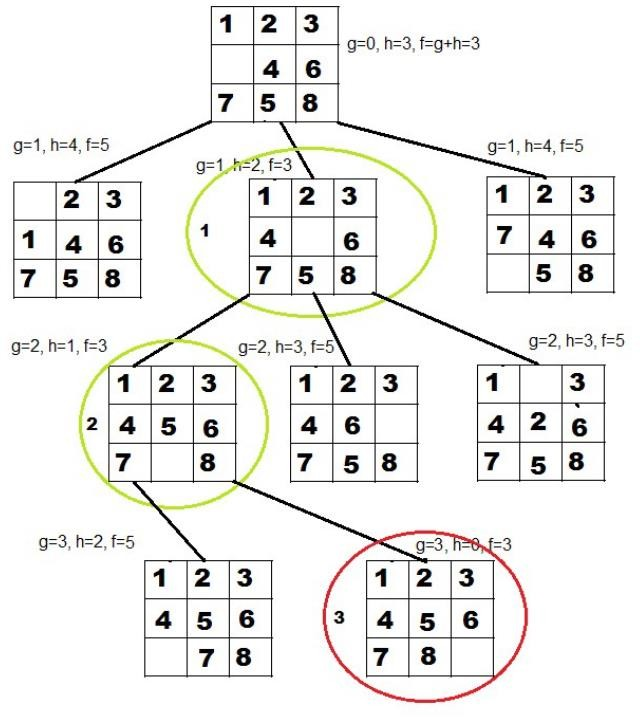 1 2 3
g=0, h=3, f=g+h=3
4 6
7 5 8
g=1, h=4, f=5
g=1, h=2, f=3
g=1, h=4, f=5
2 3
1 4 6
7 5 8
1
1 2 3
4 6
7 5 8
1 2 3
7 4 6
5 8
g=2, h=1, f=3
g=2, h=3, f=5
g=2, h=3, f=5
2
1 2 3
4 5 6
7 8
1 2 3
4 6
7 5 8
1 3
4 2 6
7 5 8
g=3, h=2, f=5
g=3, h=0, f=3
1 2 3
4 5 6
7 8
3
1 2 3
4 5 6
7 8